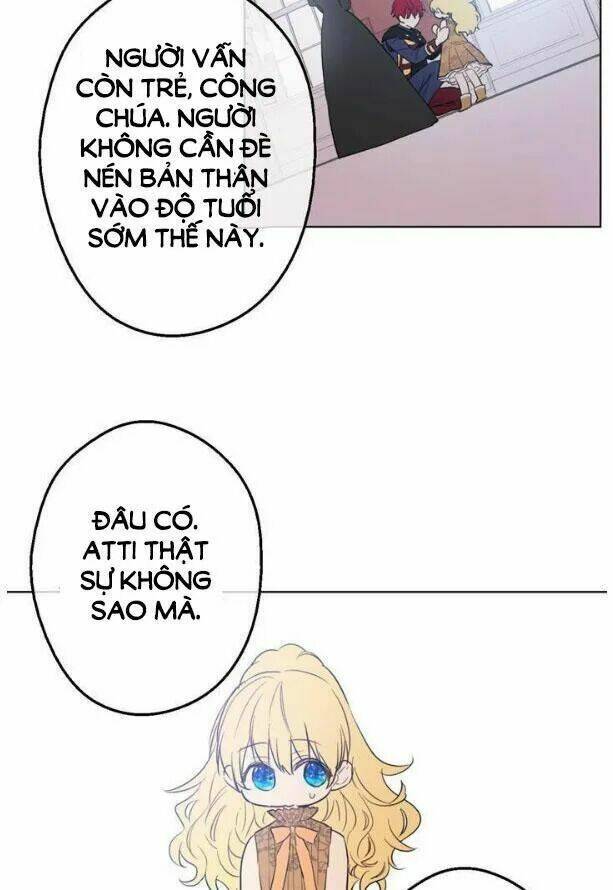 NGƯỜI VẪN
CÒN TRẺ, CÔNG
CHÚA. NGƯỜI
KHÔNG CẦN ĐÈ
NÉN BẢN THÂN
VÀO ĐỘ TUỔI
SỚM THẾ NÀY.
ĐÂU CÓ.
ATTI THẬT
SỰ KHÔNG
SAO MÀ.